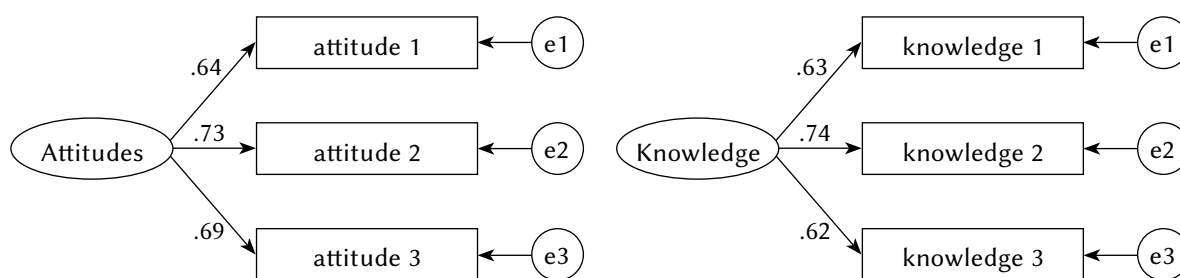 attitude 1
e1
.64
Attitudes
.73
attitude 2
e2
.69
attitude 3
e3
knowledge 1
e1
.63
Knowledge
.74
knowledge 2
e2
.62
knowledge 3
e3